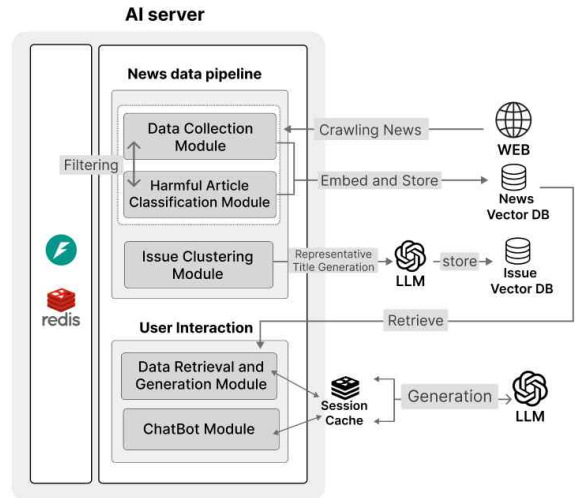 AI server
News data pipeline
Data Collection
Module
Crawling News
WEB
Filtering
Harmful Article
Classification Module
Embed and Store
News
Vector DB
Issue Clustering
Module
Representative
Title Generation
LLM
store
Issue
Vector DB
redis
Retrieve
User Interaction
Data Retrieval and
Generation Module
Session
Cache
Generation
LLM
ChatBot Module